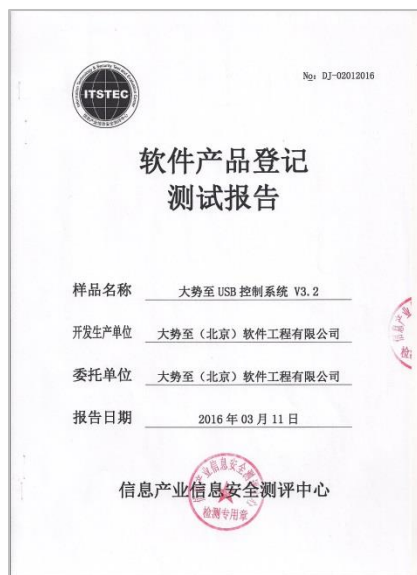 ITSTEC
No: DJ-02012016
软件产品登记
测试报告
样品名称 大势至USB控制系统 V3.2
开发生产单位 大势至（北京）软件工程有限公司
委托单位 大势至（北京）软件工程有限公司
报告日期 2016年03月11日
信息产业信息安全测评中心
检测专用章